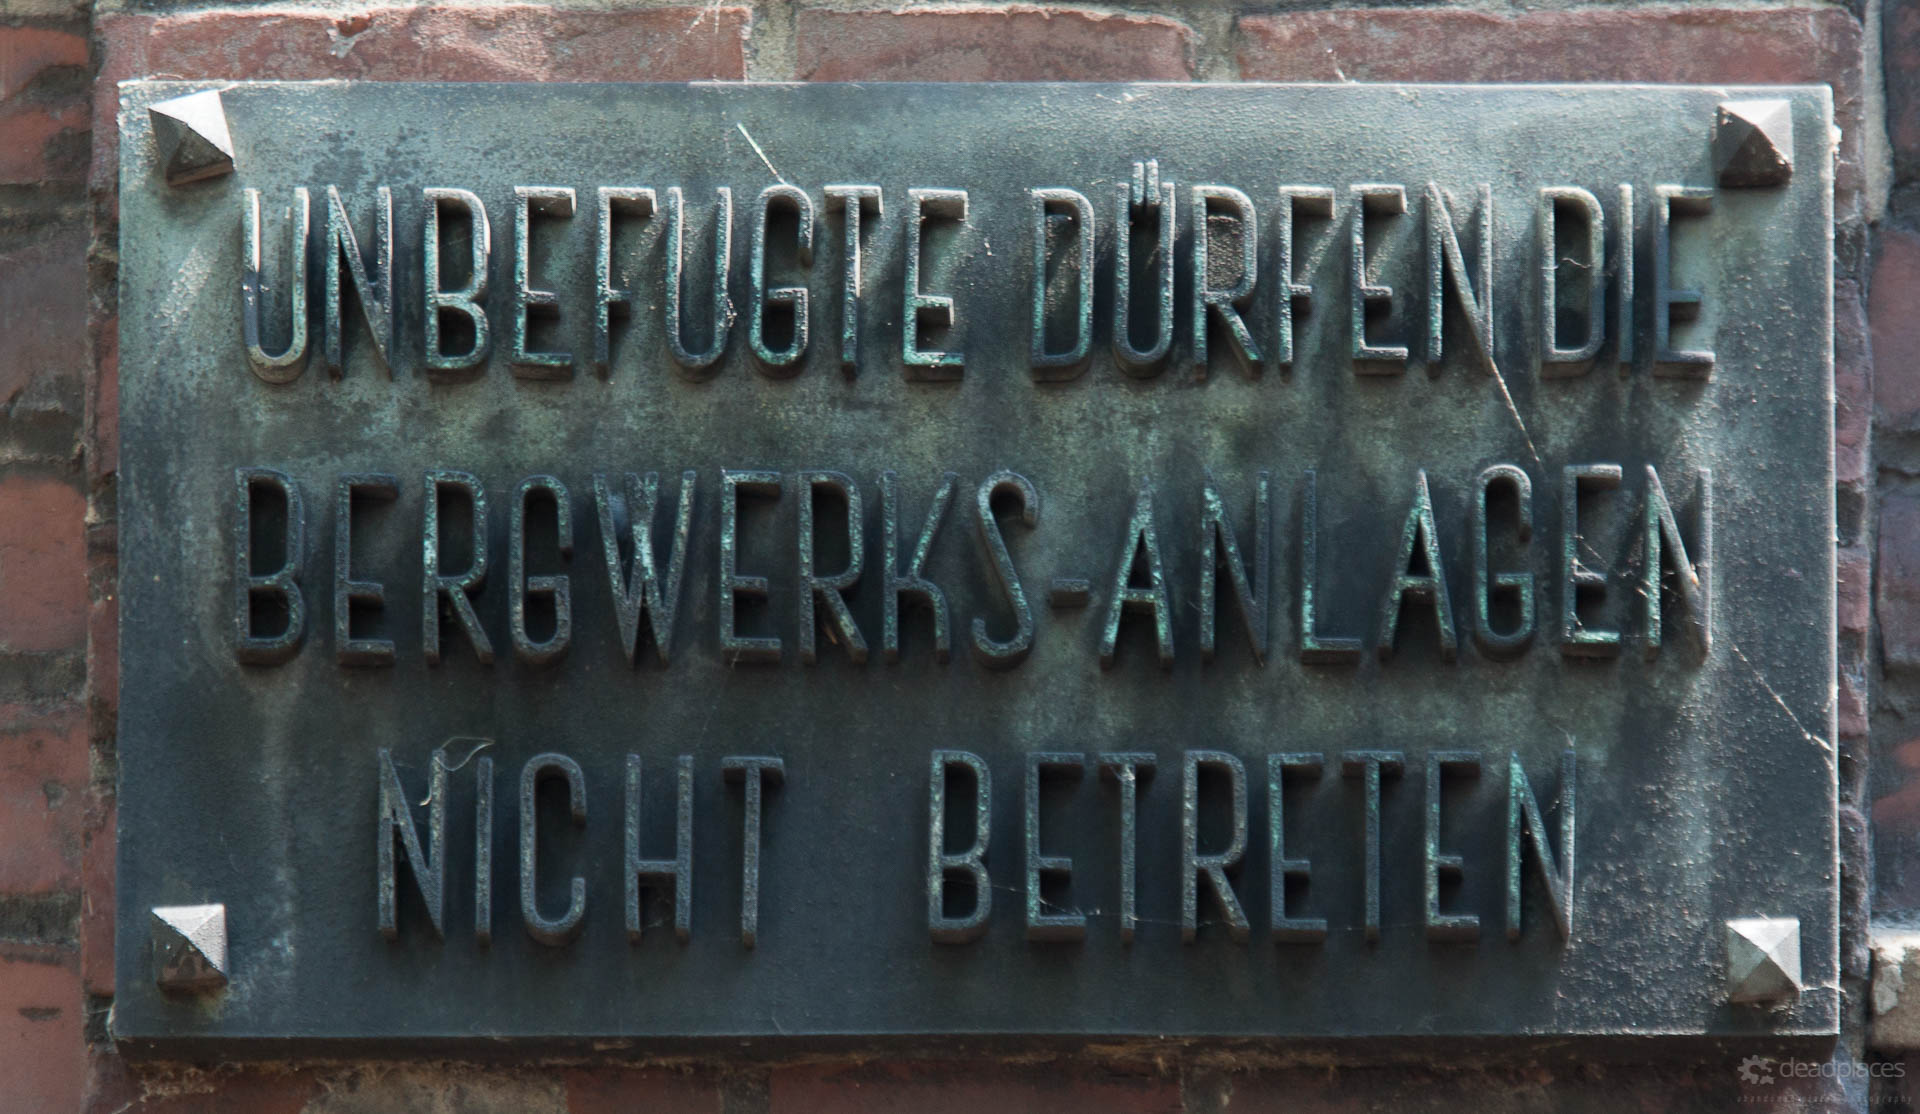 UNBEFUGTE DÜRFEN DIE
BERGWERKS-ANLAGEN
NICHT BETRETEN
deadplaces